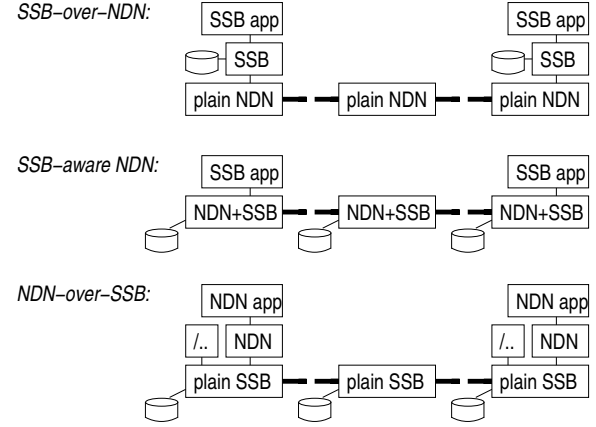 SSB–over–NDN: SSB app SSB app
SSB SSB
plain NDN plain NDN plain NDN
SSB–aware NDN: SSB app SSB app
NDN+SSB NDN+SSB NDN+SSB
NDN–over–SSB: NDN app NDN app
/.. NDN /.. NDN
plain SSB plain SSB plain SSB